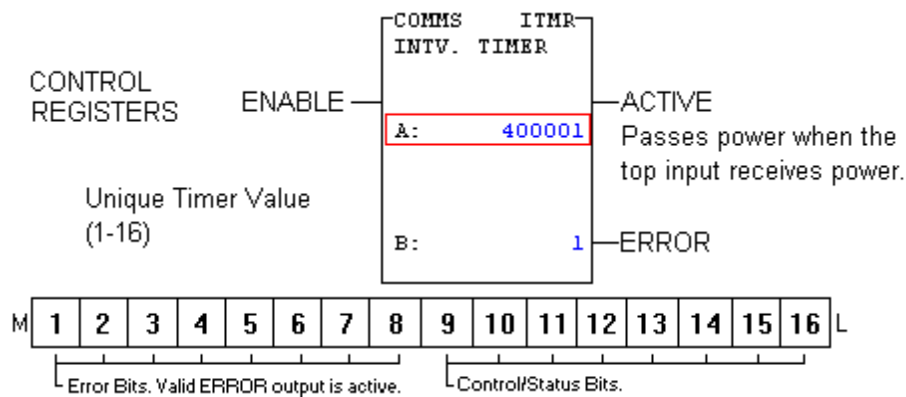 COMMS ITMR
INTV. TIMER
CONTROL
REGISTERS
ENABLE
ACTIVE
A: 400001
Passes power when the
top input receives power.
Unique Timer Value
(1-16)
B: 1
ERROR
M 1 2 3 4 5 6 7 8 9 10 11 12 13 14 15 16 L
Error Bits. Valid ERROR output is active.
Control/Status Bits.